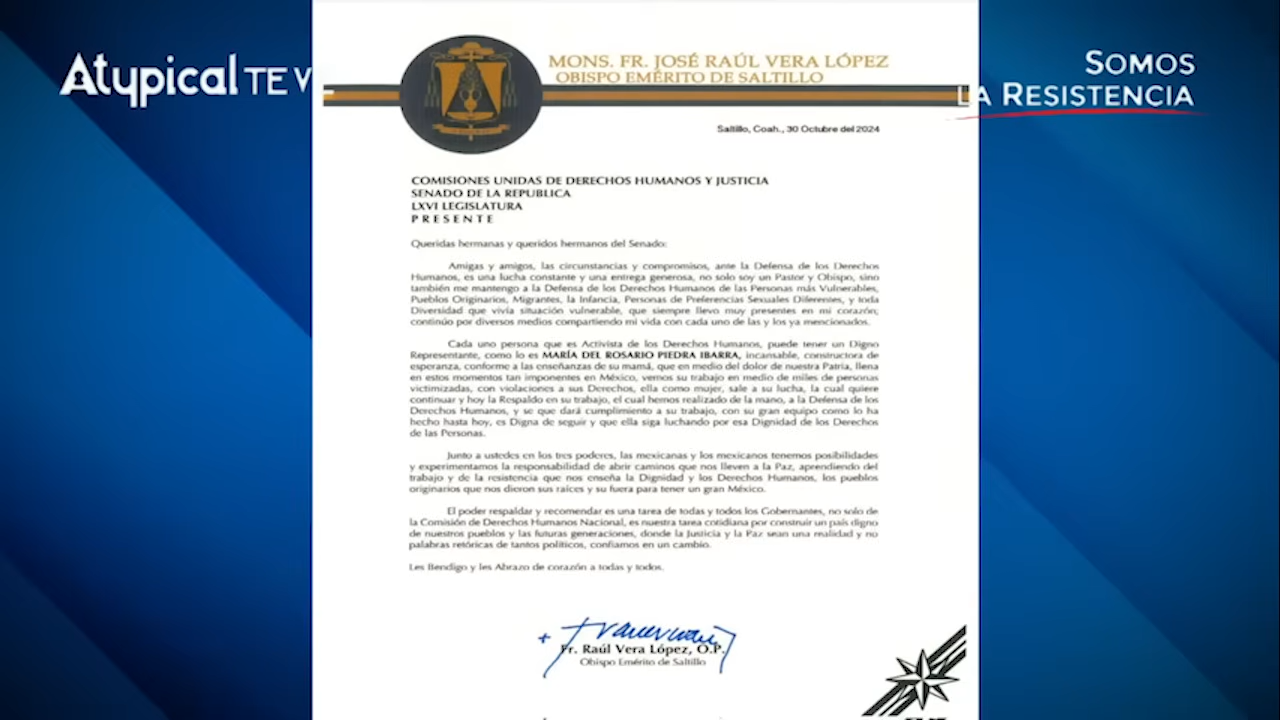 Atypical TE V
SOMOS
LA RESISTENCIA
MONS. FR. JOSÉ RAÚL VERA LÓPEZ
OBISPO EMÉRITO DE SALTILLO
Saltillo, Coah., 30 Octubre del 2024
COMISIONES UNIDAS DE DERECHOS HUMANOS Y JUSTICIA
SENADO DE LA REPUBLICA
LXVI LEGISLATURA
P R E S E N T E
Queridas hermanas y queridos hermanos del Senado:
Amigas y amigos, las circunstancias y compromisos, ante la Defensa de los Derechos
Humanos, es una lucha constante y una entrega generosa, no solo soy un Pastor y Obispo, sino
también me mantengo a la Defensa de los Derechos Humanos de las Personas más Vulnerables,
Pueblos Originarios, Migrantes, la Infancia, Personas de Preferencias Sexuales Diferentes, y toda
Diversidad que vivía situación vulnerable, que siempre llevo muy presentes en mi corazón;
continúo por diversos medios compartiendo mi vida con cada uno de las y los ya mencionados.
Cada uno persona que es Activista de los Derechos Humanos, puede tener un Digno
Representante, como lo es MARÍA DEL ROSARIO PIEDRA IBARRA, incansable, constructora de
esperanza, conforme a las enseñanzas de su mamá, que en medio del dolor de nuestra Patria, llena
en estos momentos tan imponentes en México, vemos su trabajo en medio de miles de personas
victimizadas, con violaciones a sus Derechos, ella como mujer, sale a su lucha, la cual quiere
continuar y hoy la Respaldo en su trabajo, el cual hemos realizado de la mano, a la Defensa de los
Derechos Humanos, y se que dará cumplimiento a su trabajo, con su gran equipo como lo ha
hecho hasta hoy, es Digna de seguir y que ella siga luchando por esa Dignidad de los Derechos
de las Personas.
Junto a ustedes en los tres poderes, las mexicanas y los mexicanos tenemos posibilidades
y experimentamos la responsabilidad de abrir caminos que nos lleven a la Paz, aprendiendo del
trabajo y de la resistencia que nos enseña la Dignidad y los Derechos Humanos, los pueblos
originarios que nos dieron sus raíces y su fuera para tener un gran México.
El poder respaldar y recomendar es una tarea de todas y todos los Gobernantes, no solo de
la Comisión de Derechos Humanos Nacional, es nuestra tarea cotidiana por construir un país digno
de nuestros pueblos y las futuras generaciones, donde la Justicia y la Paz sean una realidad y no
palabras retóricas de tantos políticos, confiamos en un cambio.
Les Bendigo y les Abrazo de corazón a todas y todos.
Fr. Raúl Vera López, O.P.
Obispo Emérito de Saltillo